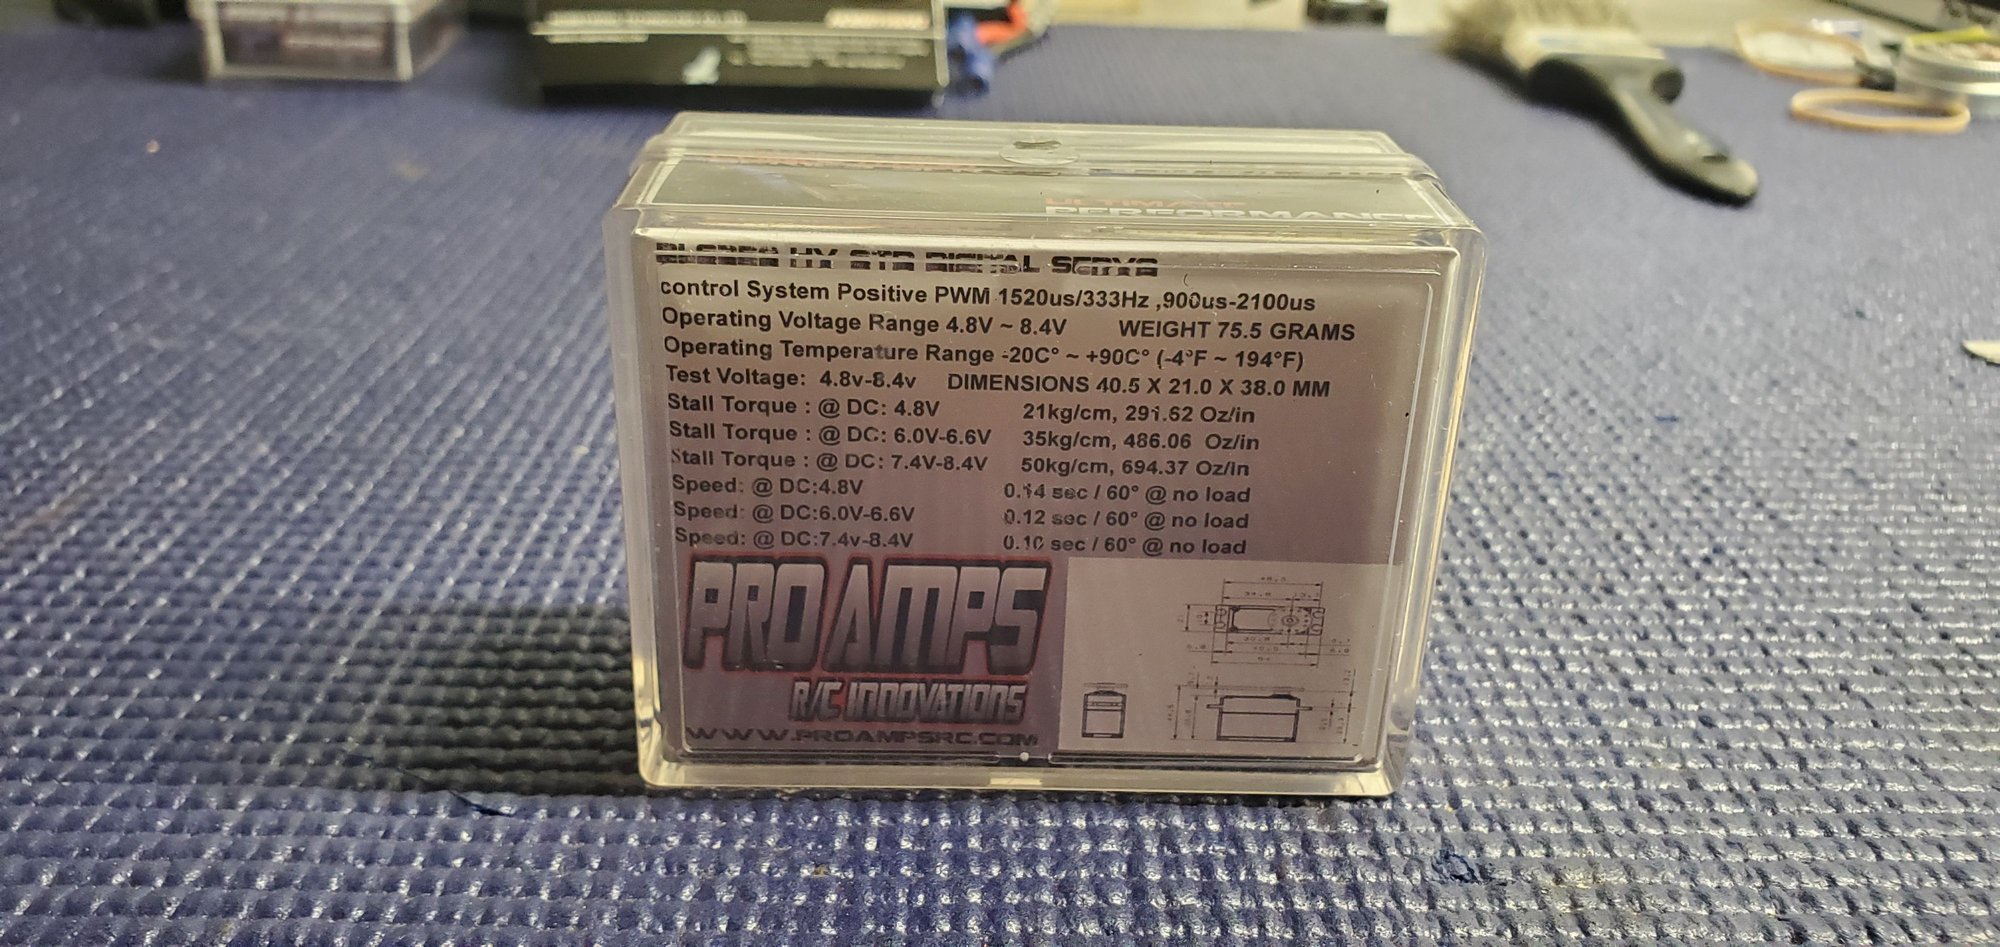 ULTIMATE
PERFORMANCE
HV STD DIGITAL SERVO
control System Positive PWM 1520us/333Hz ,900us-2100us
Operating Voltage Range 4.8V ~ 8.4V WEIGHT 75.5 GRAMS
Operating Temperature Range -20C° ~ +90C° (-4°F ~ 194°F)
Test Voltage: 4.8v-8.4v DIMENSIONS 40.5 X 21.0 X 38.0 MM
Stall Torque : @ DC: 4.8V 21kg/cm, 291.62 Oz/in
Stall Torque : @ DC: 6.0V-6.6V 35kg/cm, 486.06 Oz/in
Stall Torque : @ DC: 7.4V-8.4V 50kg/cm, 694.37 Oz/in
Speed: @ DC:4.8V 0.14 sec / 60° @ no load
Speed: @ DC:6.0V-6.6V 0.12 sec / 60° @ no load
Speed: @ DC:7.4v-8.4V 0.10 sec / 60° @ no load
PRO AMPS
R/C INNOVATIONS
WWW.PROAMPSRC.COM